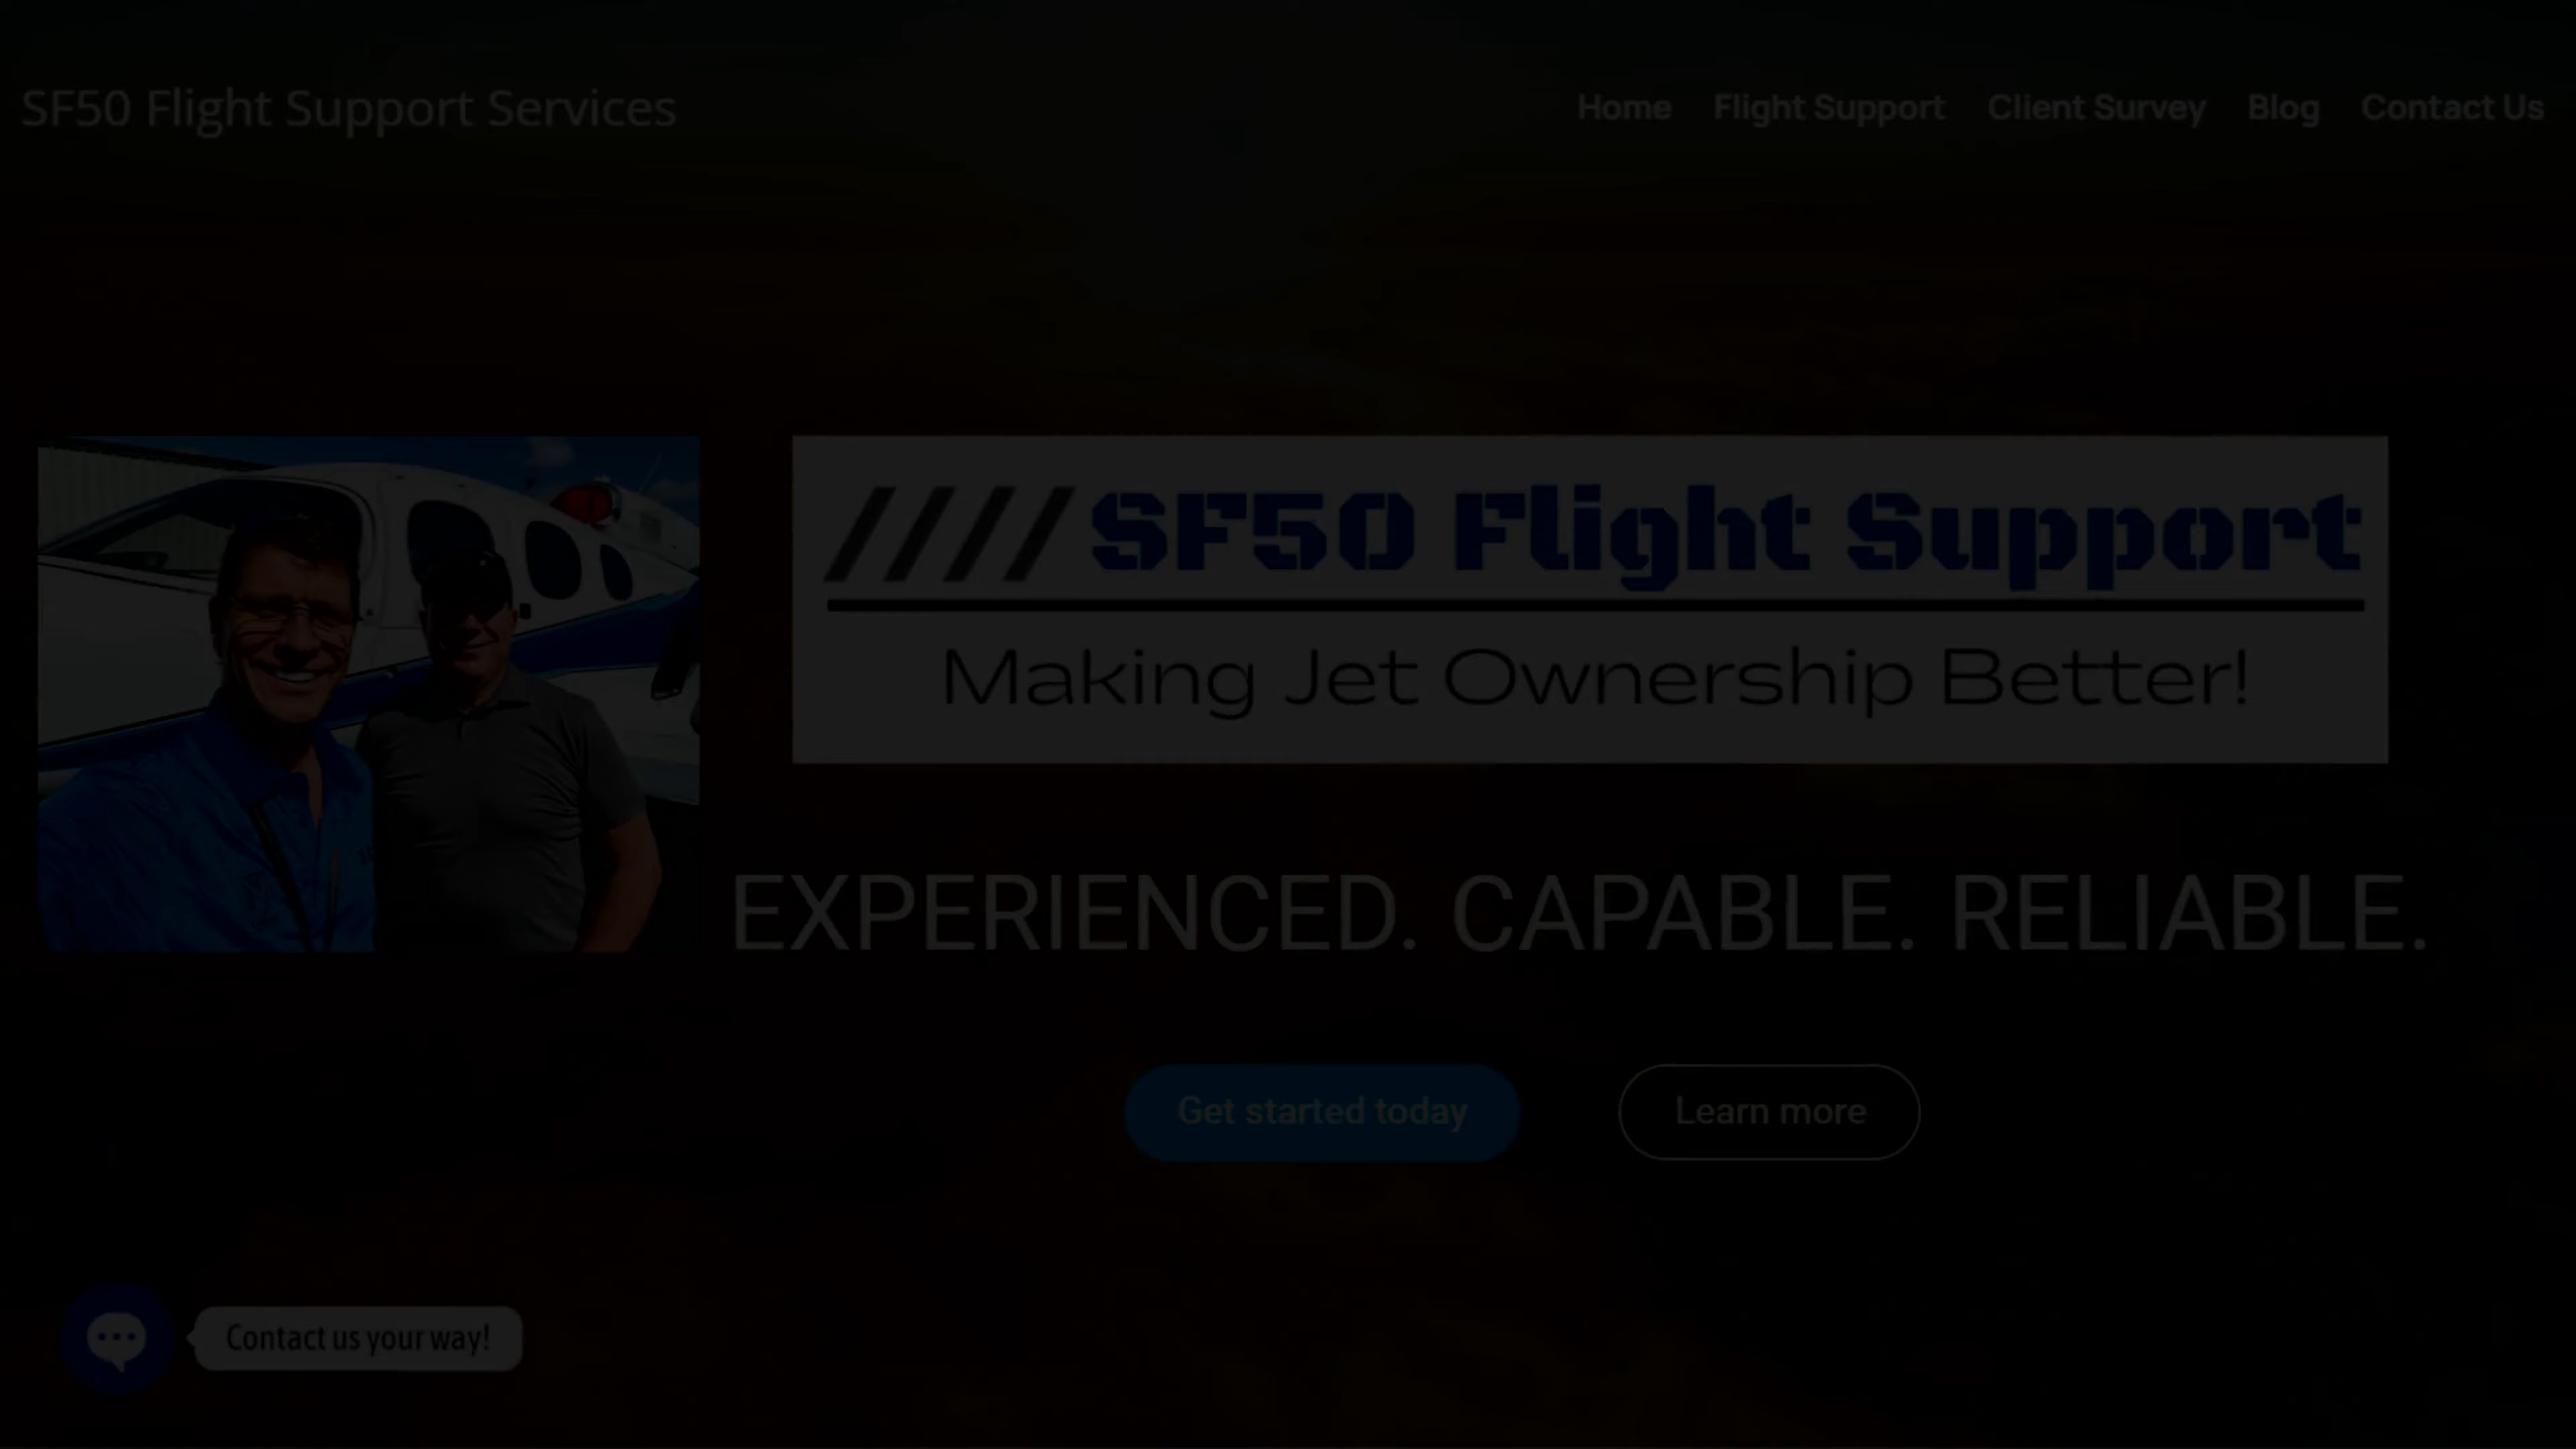 SF50 Flight Support Services
Home Flight Support Client Survey Blog Contact Us
////SF50 Flight Support
Making Jet Ownership Better!
EXPERIENCED. CAPABLE. RELIABLE.
Get started today Learn more
Contact us your way!